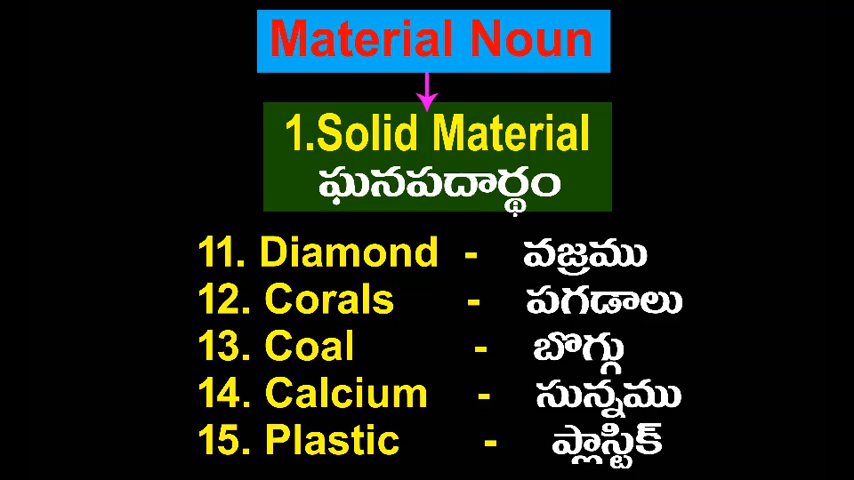 Material Noun
1.Solid Material
ఘనపదార్థం
11. Diamond - వజ్రము
12. Corals - పగడాలు
13. Coal - బొగ్గు
14. Calcium - సున్నము
15. Plastic - ప్లాస్టిక్